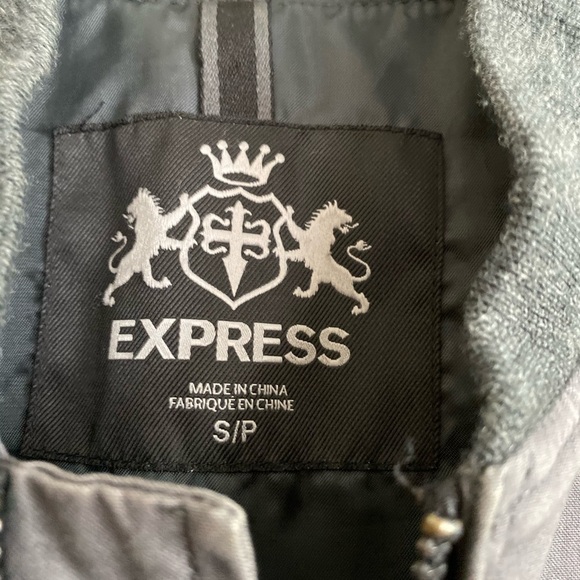 EXPRESS
MADE IN CHINA
FABRIQUÉ EN CHINE
S/P